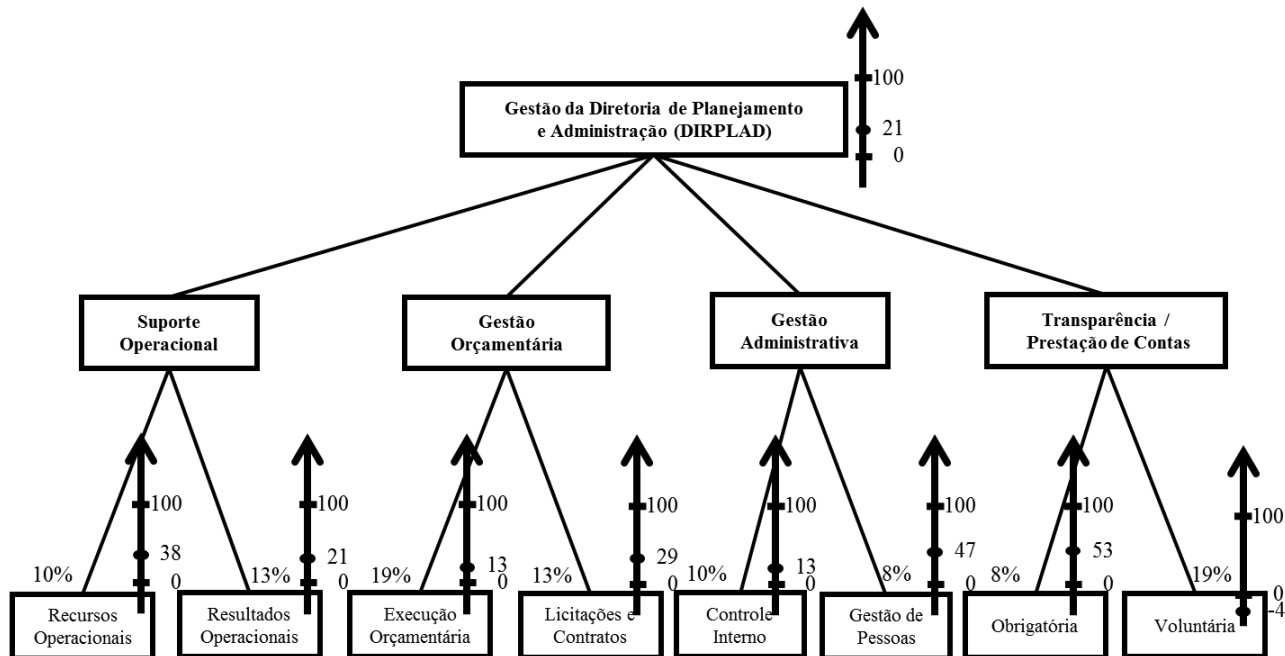 100
Gestão da Diretoria de Planejamento
e Administração (DIRPLAD)
21
0
Suporte
Operacional
Gestão
Orçamentária
Gestão
Administrativa
Transparência /
Prestação de Contas
100
38
0
10%
Recursos
Operacionais
100
21
0
13%
Resultados
Operacionais
100
13
0
19%
Execução
Orçamentária
100
29
0
13%
Licitações e
Contratos
100
13
0
10%
Controle
Interno
100
47
0
8%
Gestão de
Pessoas
100
53
0
8%
Obrigatória
100
0
-4
19%
Voluntária